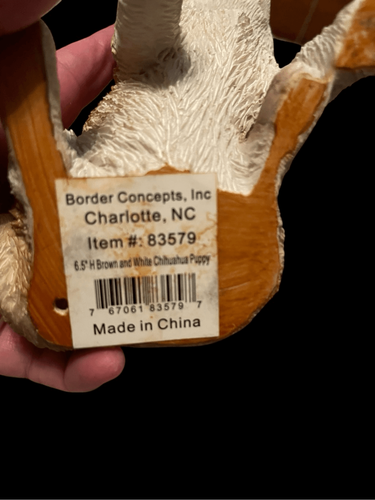 Border Concepts, Inc
Charlotte, NC
Item #: 83579
6.5" H Brown and White Chihuahua Puppy
7 67061 83579 7
Made in China